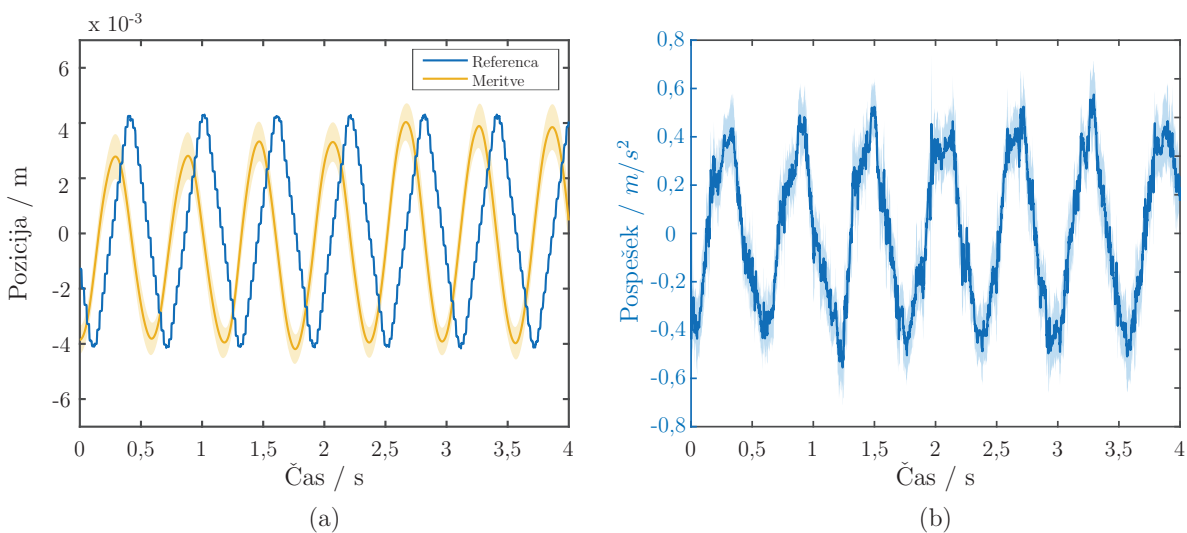 x 10⁻³
6
4
2
0
-2
-4
-6
Pozicija / m
Referenca
Meritve
0 0,5 1 1,5 2 2,5 3 3,5 4
Čas / s
(a)
0,8
0,6
0,4
0,2
0
-0,2
-0,4
-0,6
-0,8
Pospešek / m/s²
0 0,5 1 1,5 2 2,5 3 3,5 4
Čas / s
(b)